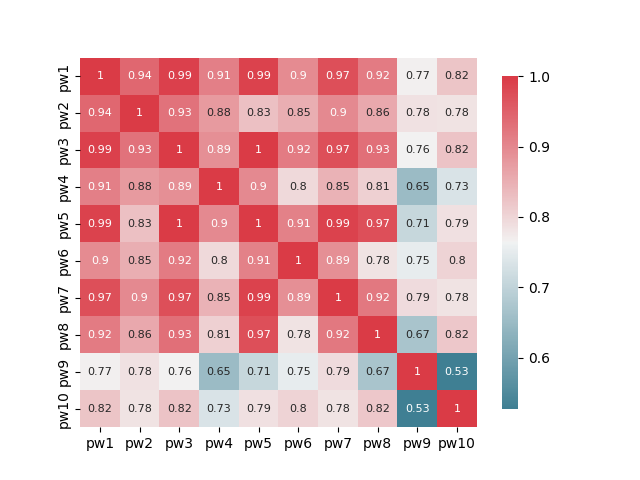 pw1 1 0.94 0.99 0.91 0.99 0.9 0.97 0.92 0.77 0.82
pw2 0.94 1 0.93 0.88 0.83 0.85 0.9 0.86 0.78 0.78
pw3 0.99 0.93 1 0.89 1 0.92 0.97 0.93 0.76 0.82
pw4 0.91 0.88 0.89 1 0.9 0.8 0.85 0.81 0.65 0.73
pw5 0.99 0.83 1 0.9 1 0.91 0.99 0.97 0.71 0.79
pw6 0.9 0.85 0.92 0.8 0.91 1 0.89 0.78 0.75 0.8
pw7 0.97 0.9 0.97 0.85 0.99 0.89 1 0.92 0.79 0.78
pw8 0.92 0.86 0.93 0.81 0.97 0.78 0.92 1 0.67 0.82
pw9 0.77 0.78 0.76 0.65 0.71 0.75 0.79 0.67 1 0.53
pw10 0.82 0.78 0.82 0.73 0.79 0.8 0.78 0.82 0.53 1
pw1 pw2 pw3 pw4 pw5 pw6 pw7 pw8 pw9 pw10
1.0
0.9
0.8
0.7
0.6